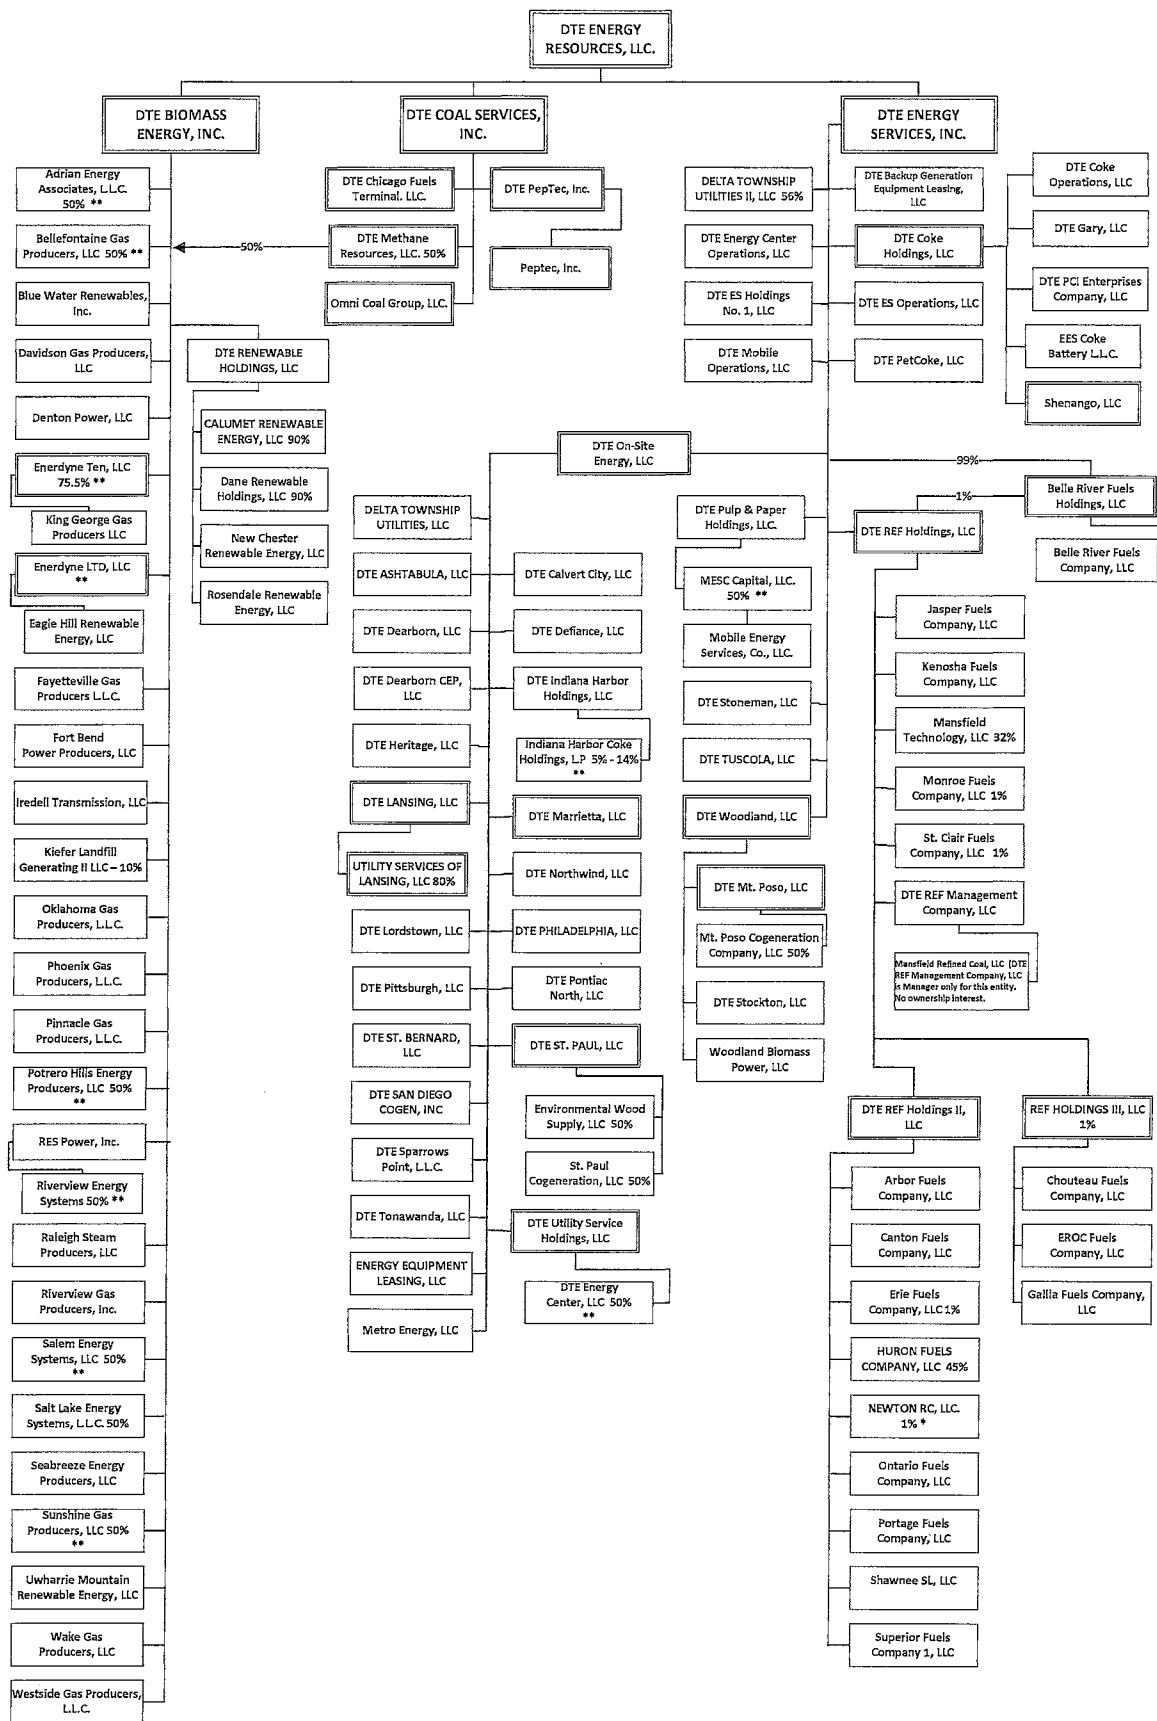 DTE ENERGY
RESOURCES, LLC.
DTE BIOMASS
ENERGY, INC.
DTE COAL SERVICES,
INC.
DTE ENERGY
SERVICES, INC.
Adrian Energy
Associates, L.L.C.
50% **
Bellefontaine Gas
Producers, LLC 50% **
Blue Water Renewables,
Inc.
Davidson Gas Producers,
LLC
Denton Power, LLC
Enerdyne Ten, LLC
75.5% **
King George Gas
Producers LLC
Enerdyne LTD, LLC
**
Eagle Hill Renewable
Energy, LLC
Fayetteville Gas
Producers L.L.C.
Fort Bend
Power Producers, LLC
Iredell Transmission, LLC
Kiefer Landfill
Generating II LLC – 10%
Oklahoma Gas
Producers, L.L.C.
Phoenix Gas
Producers, L.L.C.
Pinnacle Gas
Producers, L.L.C.
Potrero Hills Energy
Producers, LLC 50%
**
RES Power, Inc.
Riverview Energy
Systems 50% **
Raleigh Steam
Producers, LLC
Riverview Gas
Producers, Inc.
Salem Energy
Systems, LLC 50%
**
Salt Lake Energy
Systems, L.L.C. 50%
Seabreeze Energy
Producers, LLC
Sunshine Gas
Producers, LLC 50%
**
Uwharrie Mountain
Renewable Energy, LLC
Wake Gas
Producers, LLC
Westside Gas Producers,
L.L.C.
DTE RENEWABLE
HOLDINGS, LLC
CALUMET RENEWABLE
ENERGY, LLC 90%
Dane Renewable
Holdings, LLC 90%
New Chester
Renewable Energy, LLC
Rosendale Renewable
Energy, LLC
50%
DTE Chicago Fuels
Terminal. LLC.
DTE PepTec, Inc.
DTE Methane
Resources, LLC. 50%
Peptec, Inc.
Omni Coal Group, LLC.
DELTA TOWNSHIP
UTILITIES II, LLC 56%
DTE Backup Generation
Equipment Leasing,
LLC
DTE Energy Center
Operations, LLC
DTE Coke
Holdings, LLC
DTE ES Holdings
No. 1, LLC
DTE ES Operations, LLC
DTE Mobile
Operations, LLC
DTE PetCoke, LLC
DTE Coke
Operations, LLC
DTE Gary, LLC
DTE PCI Enterprises
Company, LLC
EES Coke
Battery L.L.C.
Shenango, LLC
DTE On-Site
Energy, LLC
DELTA TOWNSHIP
UTILITIES, LLC
DTE ASHTABULA, LLC
DTE Calvert City, LLC
DTE Dearborn, LLC
DTE Defiance, LLC
DTE Dearborn CEP,
LLC
DTE Indiana Harbor
Holdings, LLC
DTE Heritage, LLC
Indiana Harbor Coke
Holdings, L.P 5% - 14%
**
DTE LANSING, LLC
DTE Marrietta, LLC
UTILITY SERVICES OF
LANSING, LLC 80%
DTE Northwind, LLC
DTE Lordstown, LLC
DTE PHILADELPHIA, LLC
DTE Pittsburgh, LLC
DTE Pontiac
North, LLC
DTE ST. BERNARD,
LLC
DTE ST. PAUL, LLC
DTE SAN DIEGO
COGEN, INC
Environmental Wood
Supply, LLC 50%
DTE Sparrows
Point, L.L.C.
St. Paul
Cogeneration, LLC 50%
DTE Tonawanda, LLC
DTE Utility Service
Holdings, LLC
ENERGY EQUIPMENT
LEASING, LLC
DTE Energy
Center, LLC 50%
**
Metro Energy, LLC
DTE Pulp & Paper
Holdings, LLC.
MESC Capital, LLC.
50% **
Mobile Energy
Services, Co., LLC.
DTE Stoneman, LLC
DTE TUSCOLA, LLC
DTE Woodland, LLC
DTE Mt. Poso, LLC
Mt. Poso Cogeneration
Company, LLC 50%
DTE Stockton, LLC
Woodland Biomass
Power, LLC
99%
1%
Belle River Fuels
Holdings, LLC
DTE REF Holdings, LLC
Belle River Fuels
Company, LLC
Jasper Fuels
Company, LLC
Kenosha Fuels
Company, LLC
Mansfield
Technology, LLC 32%
Monroe Fuels
Company, LLC 1%
St. Clair Fuels
Company, LLC 1%
DTE REF Management
Company, LLC
Mansfield Refined Coal, LLC (DTE
REF Management Company, LLC
is Manager only for this entity.
No ownership interest.
DTE REF Holdings II,
LLC
REF HOLDINGS III, LLC
1%
Arbor Fuels
Company, LLC
Canton Fuels
Company, LLC
Erie Fuels
Company, LLC 1%
HURON FUELS
COMPANY, LLC 45%
NEWTON RC, LLC.
1% *
Ontario Fuels
Company, LLC
Portage Fuels
Company, LLC
Shawnee SL, LLC
Superior Fuels
Company 1, LLC
Chouteau Fuels
Company, LLC
EROC Fuels
Company, LLC
Gallia Fuels Company,
LLC